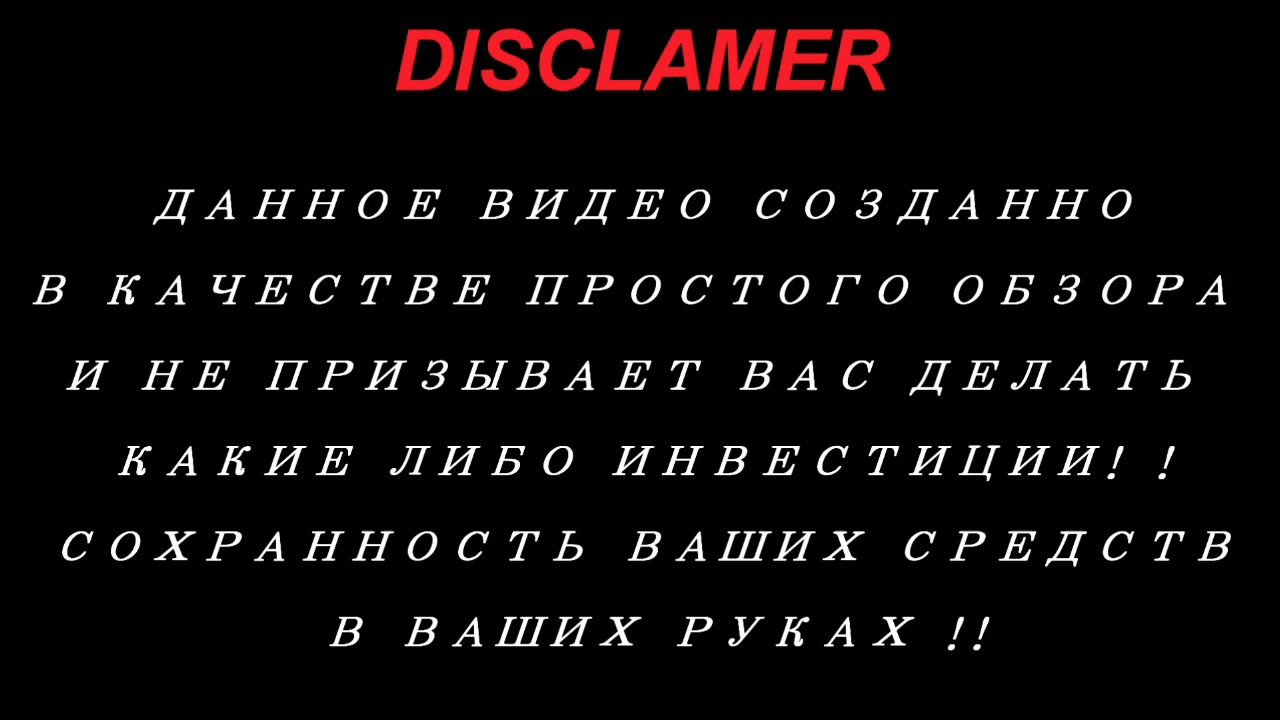 DISCLAMER
ДАННОЕ ВИДЕО СОЗДАННО
В КАЧЕСТВЕ ПРОСТОГО ОБЗОРА
И НЕ ПРИЗЫВАЕТ ВАС ДЕЛАТЬ
КАКИЕ ЛИБО ИНВЕСТИЦИИ! !
СОХРАННОСТЬ ВАШИХ СРЕДСТВ
В ВАШИХ РУКАХ !!